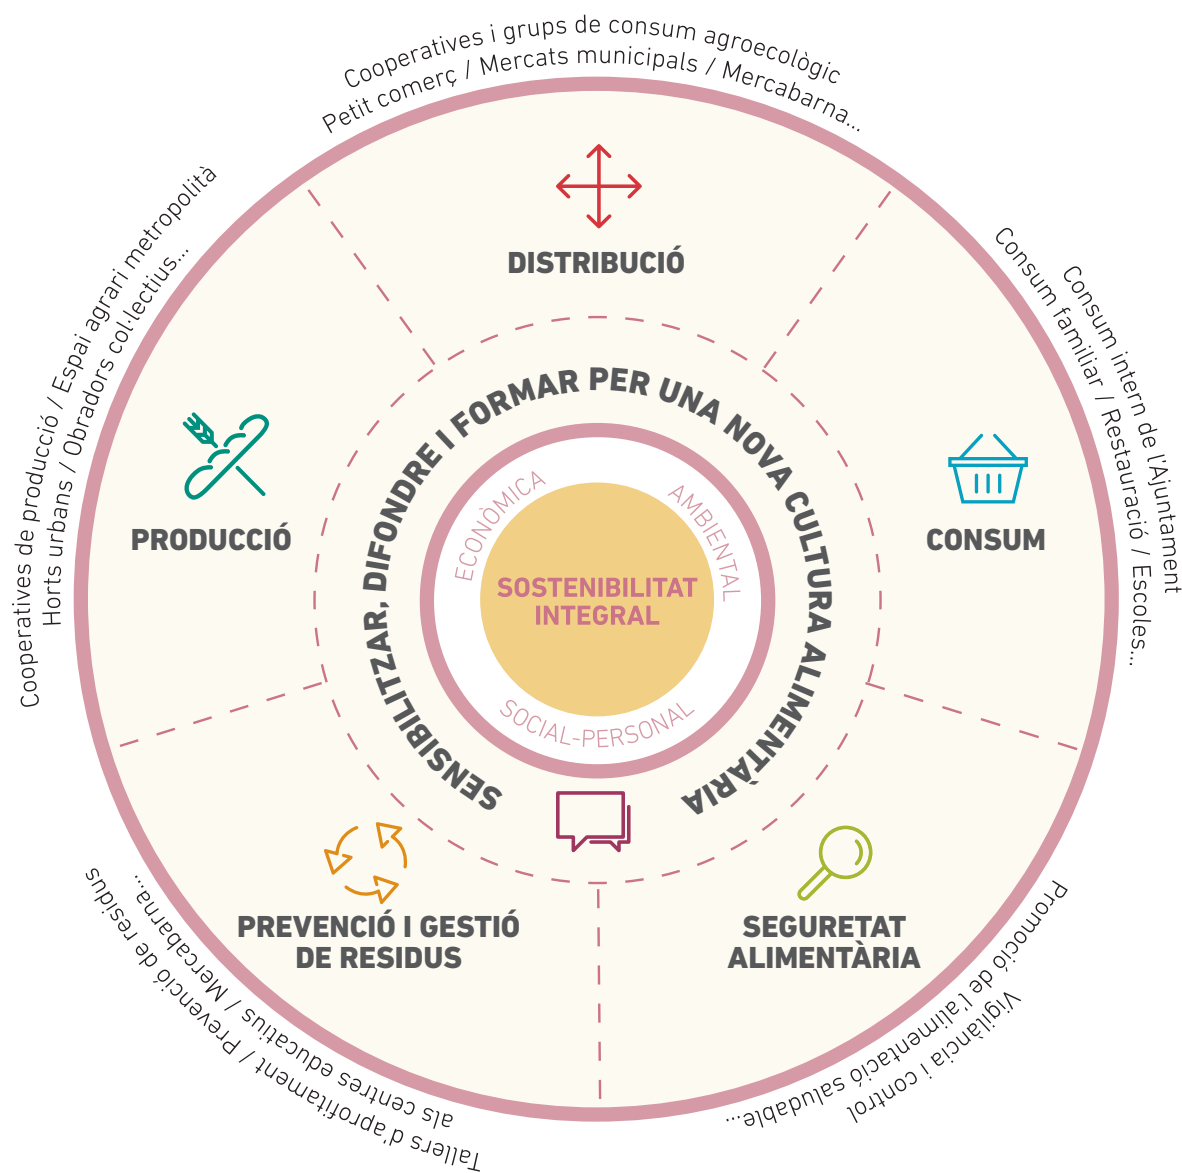 Cooperatives i grups de consum agroecològic
Petit comerç / Mercats municipals / Mercabarna...
DISTRIBUCIÓ
Consum intern de l'Ajuntament
Consum familiar / Restauració / Escoles...
CONSUM
Promoció de l'alimentació saludable...
Vigilància i control
SEGURETAT
ALIMENTÀRIA
Tallers d'aprofitament / Prevenció de residus
als centres educatius / Mercabarna...
PREVENCIÓ I GESTIÓ
DE RESIDUS
Cooperatives de producció / Espai agrari metropolità
Horts urbans / Obradors col·lectius...
PRODUCCIÓ
SENSIBILITZAR, DIFONDRE I FORMAR PER UNA NOVA CULTURA ALIMENTÀRIA
ECONÒMICA
AMBIENTAL
SOCIAL-PERSONAL
SOSTENIBILITAT
INTEGRAL